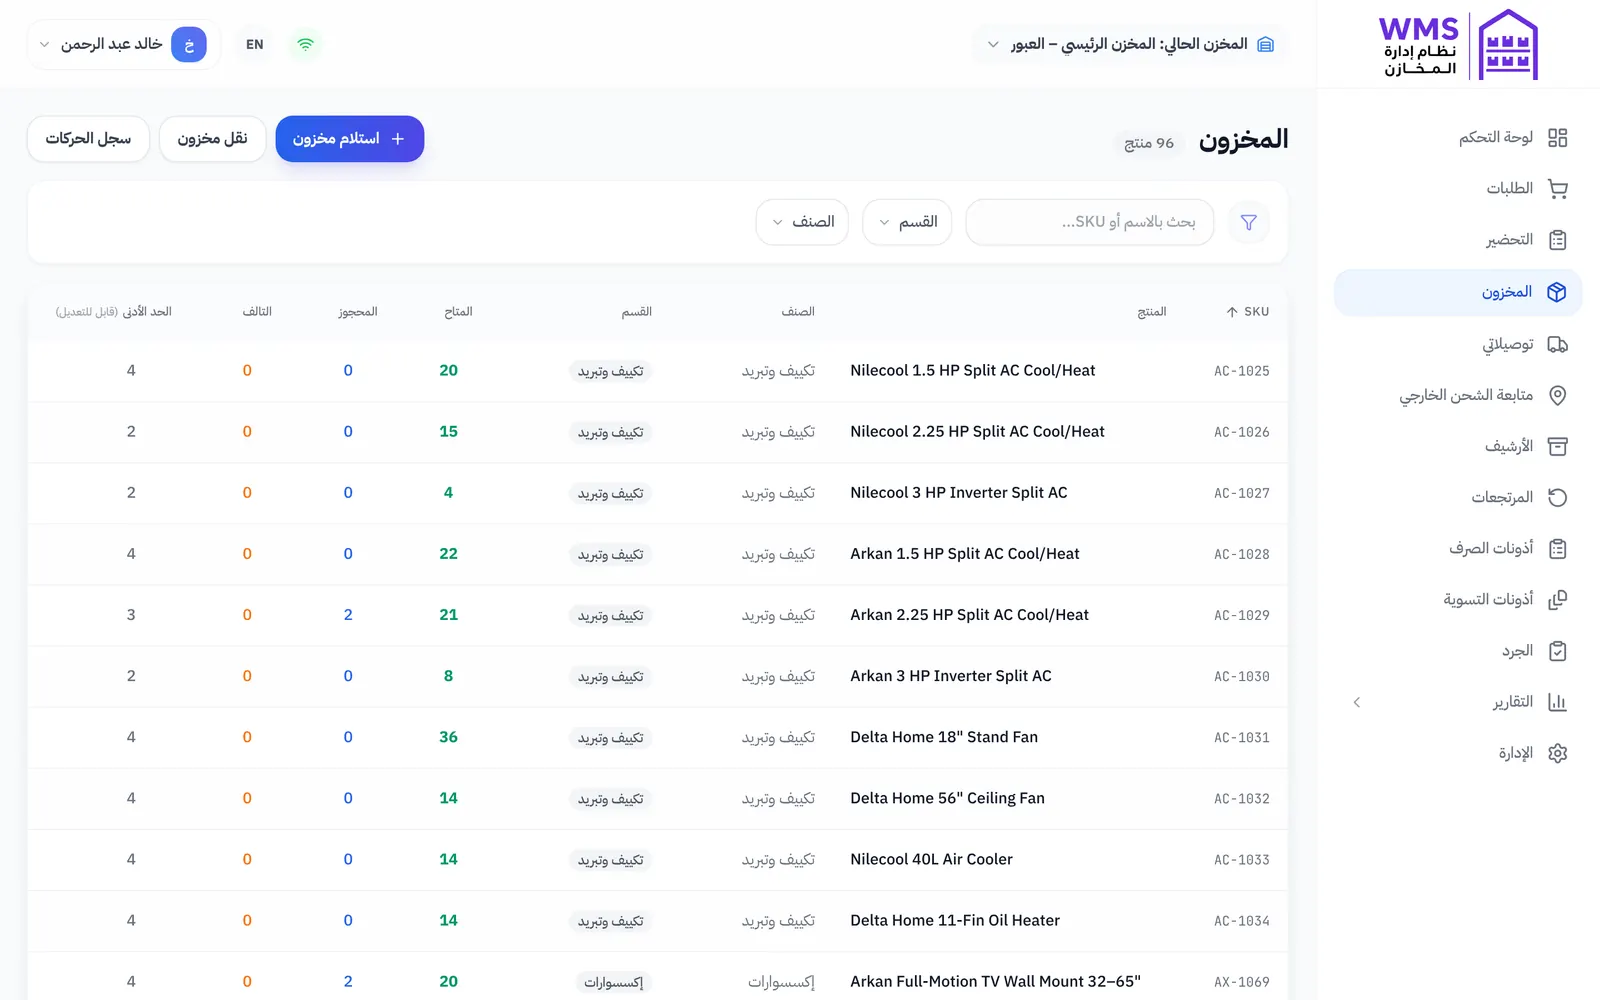 WMS
نظام إدارة
المخازن
المخزن الحالي: المخزن الرئيسي – العبور
EN
خ
خالد عبد الرحمن
لوحة التحكم
الطلبات
التحضير
المخزون
توصيلاتي
متابعة الشحن الخارجي
الأرشيف
المرتجعات
أذونات الصرف
أذونات التسوية
الجرد
التقارير
الإدارة
المخزون
96 منتج
استلام مخزون
نقل مخزون
سجل الحركات
بحث بالاسم أو SKU...
القسم
الصنف
SKU المنتج الصنف القسم المتاح المحجوز التالف الحد الأدنى (قابل للتعديل)
AC-1025 Nilecool 1.5 HP Split AC Cool/Heat تكييف وتبريد تكييف وتبريد 20 0 0 4
AC-1026 Nilecool 2.25 HP Split AC Cool/Heat تكييف وتبريد تكييف وتبريد 15 0 0 2
AC-1027 Nilecool 3 HP Inverter Split AC تكييف وتبريد تكييف وتبريد 4 0 0 2
AC-1028 Arkan 1.5 HP Split AC Cool/Heat تكييف وتبريد تكييف وتبريد 22 0 0 4
AC-1029 Arkan 2.25 HP Split AC Cool/Heat تكييف وتبريد تكييف وتبريد 21 2 0 3
AC-1030 Arkan 3 HP Inverter Split AC تكييف وتبريد تكييف وتبريد 8 0 0 2
AC-1031 Delta Home 18" Stand Fan تكييف وتبريد تكييف وتبريد 36 0 0 4
AC-1032 Delta Home 56" Ceiling Fan تكييف وتبريد تكييف وتبريد 14 0 0 4
AC-1033 Nilecool 40L Air Cooler تكييف وتبريد تكييف وتبريد 14 0 0 4
AC-1034 Delta Home 11-Fin Oil Heater تكييف وتبريد تكييف وتبريد 14 0 0 4
AX-1069 Arkan Full-Motion TV Wall Mount 32–65" إكسسوارات إكسسوارات 20 2 0 4